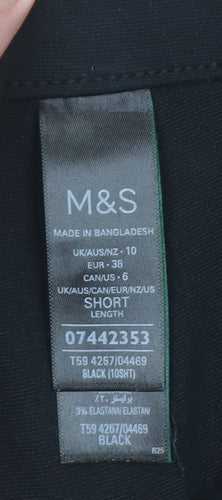 M&S
MADE IN BANGLADESH
UK/AUS/NZ - 10
EUR - 38
CAN/US - 6
UK/AUS/CAN/EUR/NZ/US
SHORT
LENGTH
07442353
T59 4267/04469
BLACK (10SHT)
3% ELASTANE/ ELASTAN/
T59 4267/04469
BLACK
B25